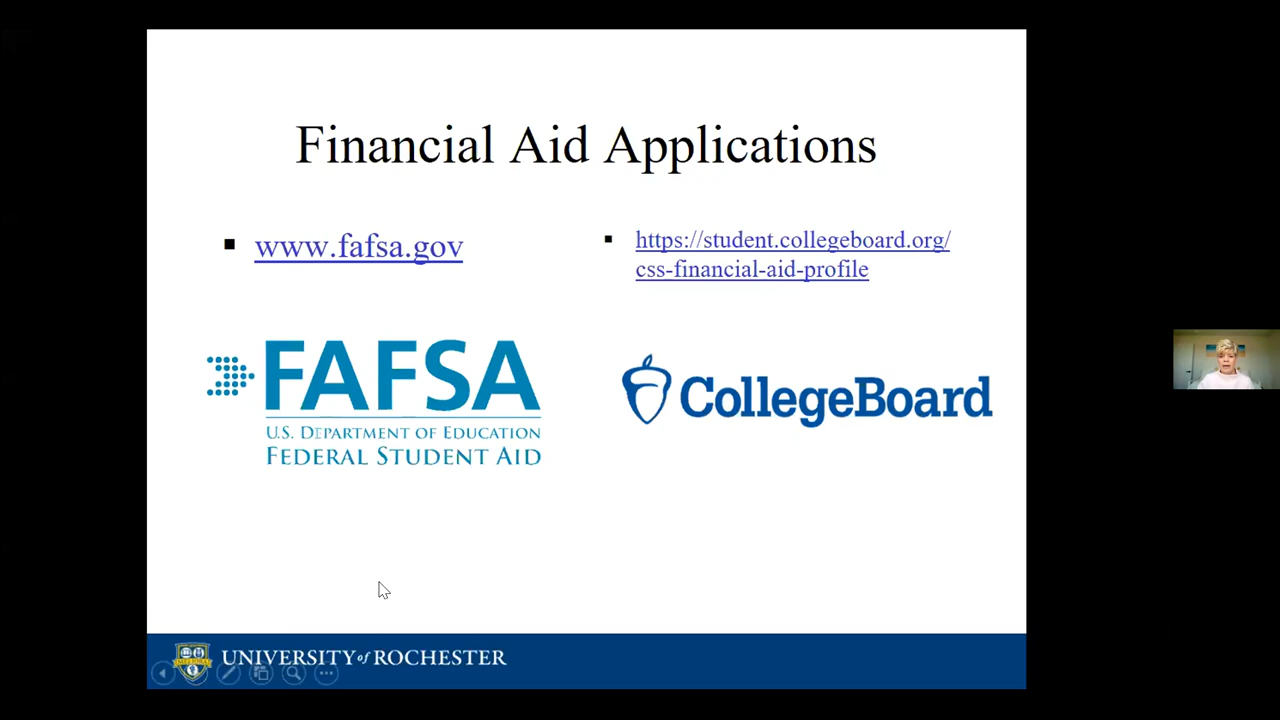 Financial Aid Applications
www.fafsa.gov
https://student.collegeboard.org/
css-financial-aid-profile
FAFSA
U.S. DEPARTMENT OF EDUCATION
FEDERAL STUDENT AID
CollegeBoard
UNIVERSITY of ROCHESTER